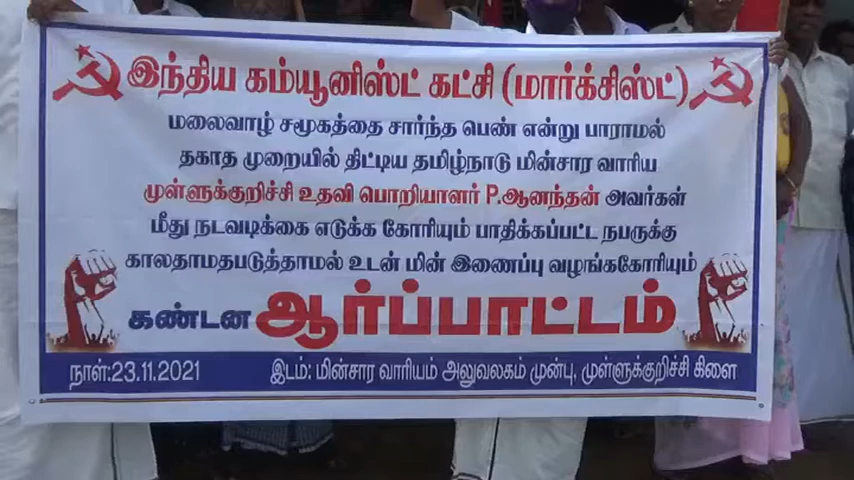 இந்திய கம்யூனிஸ்ட் கட்சி (மார்க்சிஸ்ட்)
மலைவாழ் சமூகத்தை சார்ந்த பெண் என்று பாராமல்
தகாத முறையில் திட்டிய தமிழ்நாடு மின்சார வாரிய
முள்ளுக்குறிச்சி உதவி பொறியாளர் P.ஆனந்தன் அவர்கள்
மீது நடவடிக்கை எடுக்க கோரியும் பாதிக்கப்பட்ட நபருக்கு
காலதாமதபடுத்தாமல் உடன் மின் இணைப்பு வழங்ககோரியும்
கண்டன ஆர்ப்பாட்டம்
நாள்:23.11.2021 இடம்: மின்சார வாரியம் அலுவலகம் முன்பு, முள்ளுக்குறிச்சி கிளை